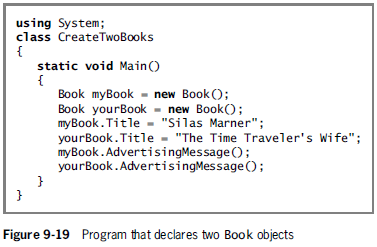 using System;
class CreateTwoBooks
{
static void Main()
{
Book myBook = new Book();
Book yourBook = new Book();
myBook.Title = "Silas Marner";
yourBook.Title = "The Time Traveler's Wife";
myBook.AdvertisingMessage();
yourBook.AdvertisingMessage();
}
}
Figure 9-19 Program that declares two Book objects